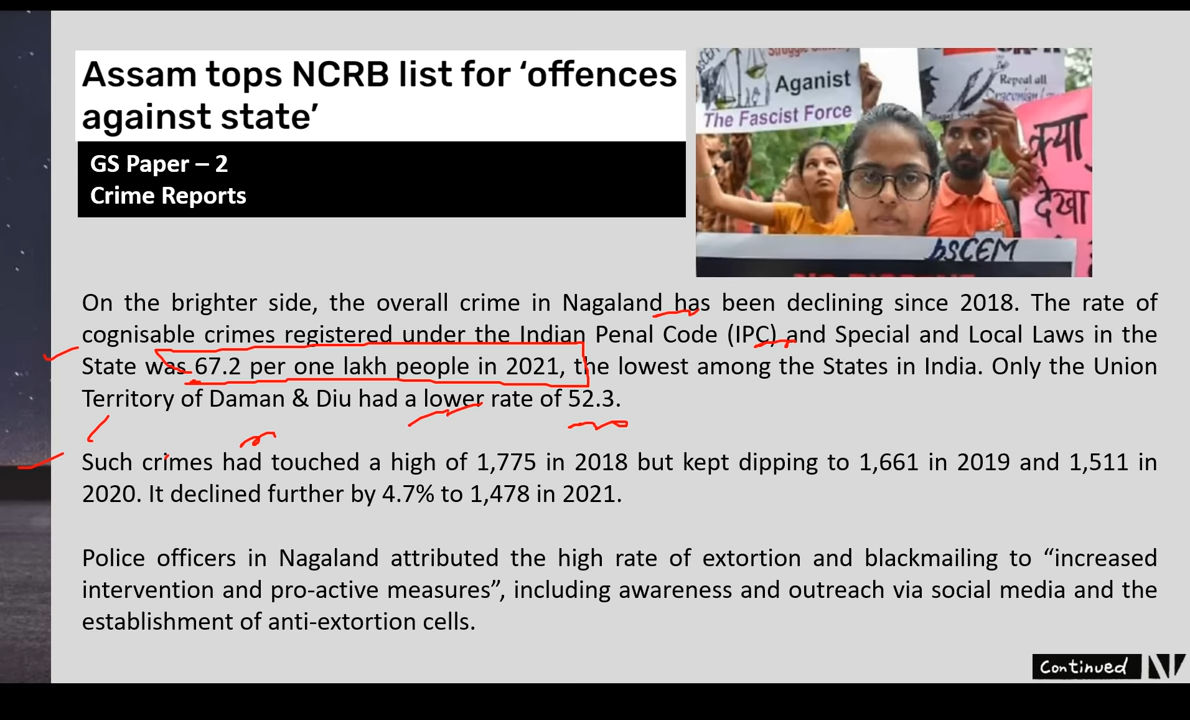 Assam tops NCRB list for ‘offences
against state’
GS Paper – 2
Crime Reports
Struggle
Aganist
The Fascist Force
Repeal all
Draconian
क्या
देखा
bSCEM
On the brighter side, the overall crime in Nagaland has been declining since 2018. The rate of
cognisable crimes registered under the Indian Penal Code (IPC) and Special and Local Laws in the
State was 67.2 per one lakh people in 2021, the lowest among the States in India. Only the Union
Territory of Daman & Diu had a lower rate of 52.3.
Such crimes had touched a high of 1,775 in 2018 but kept dipping to 1,661 in 2019 and 1,511 in
2020. It declined further by 4.7% to 1,478 in 2021.
Police officers in Nagaland attributed the high rate of extortion and blackmailing to “increased
intervention and pro-active measures”, including awareness and outreach via social media and the
establishment of anti-extortion cells.
Continued